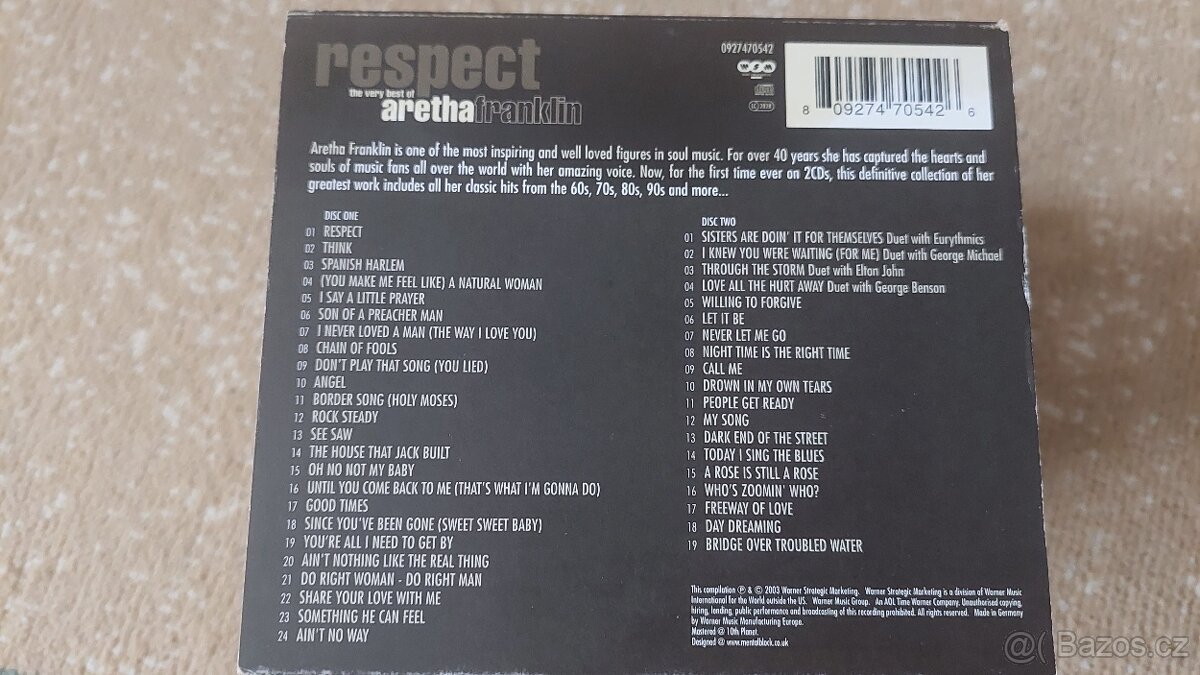 respect
the very best of
arethafranklin
0927470542
WSM
LC 2828
8 09274 70542 6
Aretha Franklin is one of the most inspiring and well loved figures in soul music. For over 40 years she has captured the hearts and
souls of music fans all over the world with her amazing voice. Now, for the first time ever on 2CDs, this definitive collection of her
greatest work includes all her classic hits from the 60s, 70s, 80s, 90s and more...
DISC ONE
01 RESPECT
02 THINK
03 SPANISH HARLEM
04 (YOU MAKE ME FEEL LIKE) A NATURAL WOMAN
05 I SAY A LITTLE PRAYER
06 SON OF A PREACHER MAN
07 I NEVER LOVED A MAN (THE WAY I LOVE YOU)
08 CHAIN OF FOOLS
09 DON'T PLAY THAT SONG (YOU LIED)
10 ANGEL
11 BORDER SONG (HOLY MOSES)
12 ROCK STEADY
13 SEE SAW
14 THE HOUSE THAT JACK BUILT
15 OH NO NOT MY BABY
16 UNTIL YOU COME BACK TO ME (THAT'S WHAT I'M GONNA DO)
17 GOOD TIMES
18 SINCE YOU'VE BEEN GONE (SWEET SWEET BABY)
19 YOU'RE ALL I NEED TO GET BY
20 AIN'T NOTHING LIKE THE REAL THING
21 DO RIGHT WOMAN - DO RIGHT MAN
22 SHARE YOUR LOVE WITH ME
23 SOMETHING HE CAN FEEL
24 AIN'T NO WAY
DISC TWO
01 SISTERS ARE DOIN' IT FOR THEMSELVES Duet with Eurythmics
02 I KNEW YOU WERE WAITING (FOR ME) Duet with George Michael
03 THROUGH THE STORM Duet with Elton John
04 LOVE ALL THE HURT AWAY Duet with George Benson
05 WILLING TO FORGIVE
06 LET IT BE
07 NEVER LET ME GO
08 NIGHT TIME IS THE RIGHT TIME
09 CALL ME
10 DROWN IN MY OWN TEARS
11 PEOPLE GET READY
12 MY SONG
13 DARK END OF THE STREET
14 TODAY I SING THE BLUES
15 A ROSE IS STILL A ROSE
16 WHO'S ZOOMIN' WHO?
17 FREEWAY OF LOVE
18 DAY DREAMING
19 BRIDGE OVER TROUBLED WATER
This compilation ℗ & © 2003 Warner Strategic Marketing. Warner Strategic Marketing is a division of Warner Music
International for the World outside the US. Warner Music Group. An AOL Time Warner Company. Unauthorised copying,
hiring, lending, public performance and broadcasting of this recording prohibited. All rights reserved. Made in Germany
by Warner Music Manufacturing Europe.
Mastered @ 10th Planet.
Designed @ www.mentalblock.co.uk
@ Bazos.cz